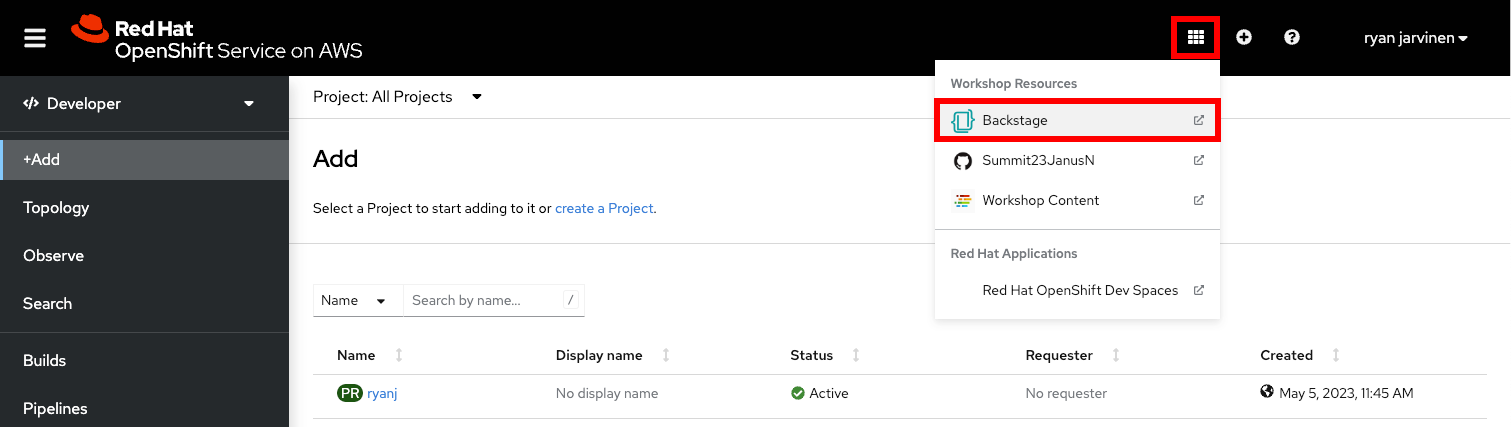 Red Hat
OpenShift Service on AWS
ryan jarvinen
Developer
+Add
Topology
Observe
Search
Builds
Pipelines
Project: All Projects
Add
Select a Project to start adding to it or create a Project.
Workshop Resources
Backstage
Summit23JanusN
Workshop Content
Red Hat Applications
Red Hat OpenShift Dev Spaces
Name Search by name... /
Name Display name Status Requester Created
PR ryanj No display name Active No requester May 5, 2023, 11:45 AM